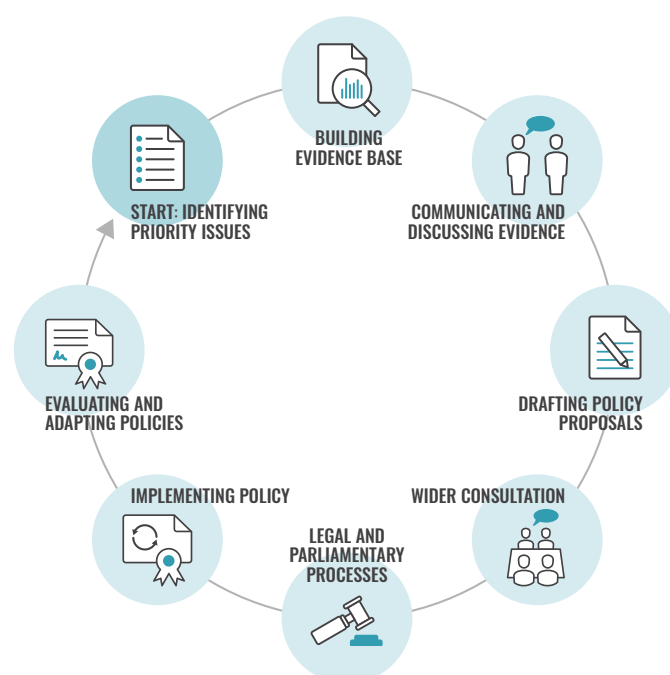 START: IDENTIFYING
PRIORITY ISSUES
BUILDING
EVIDENCE BASE
COMMUNICATING AND
DISCUSSING EVIDENCE
DRAFTING POLICY
PROPOSALS
WIDER CONSULTATION
LEGAL AND
PARLIAMENTARY
PROCESSES
IMPLEMENTING POLICY
EVALUATING AND
ADAPTING POLICIES